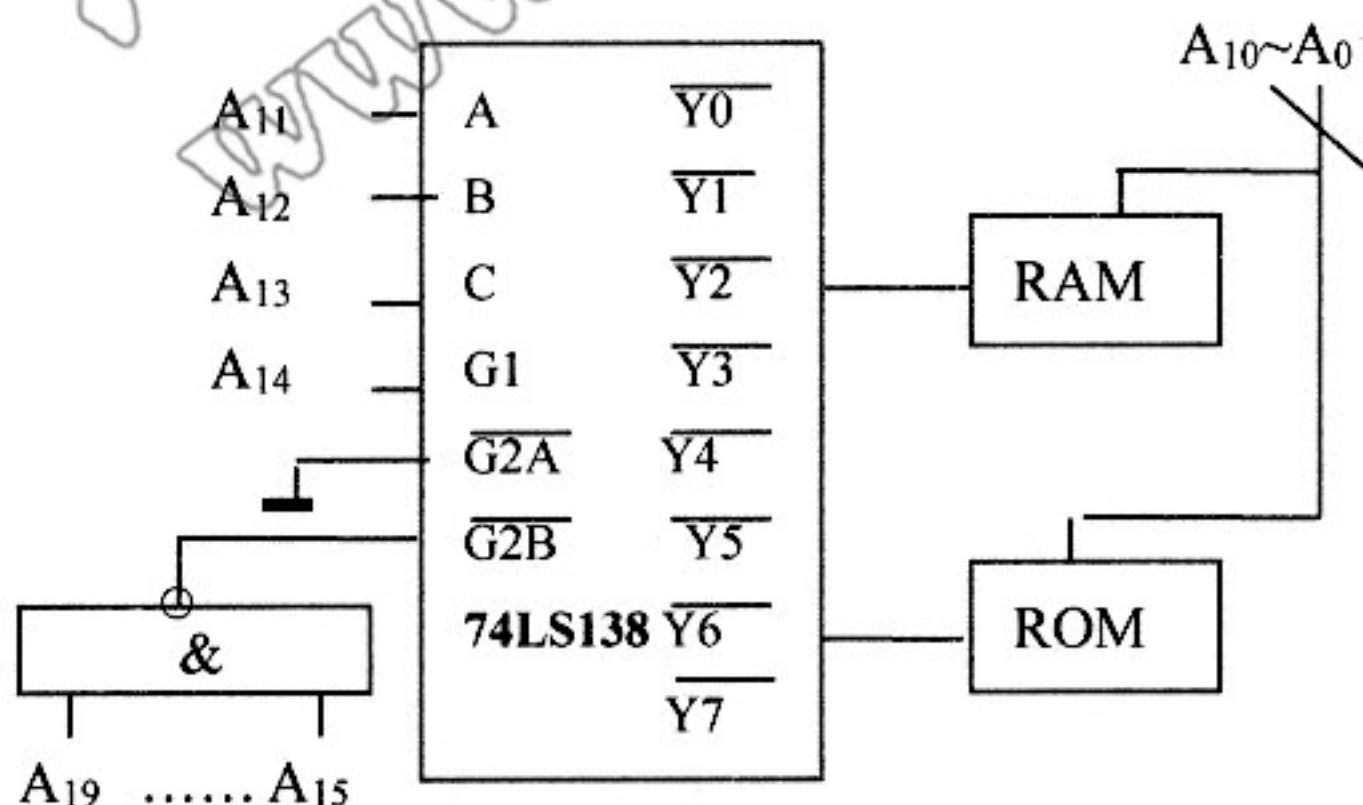 A11 A Y0 A10~A0
A12 B Y1
A13 C Y2 RAM
A14 G1 Y3
G2A Y4
G2B Y5
& 74LS138 Y6 ROM
Y7
A19 ...... A15